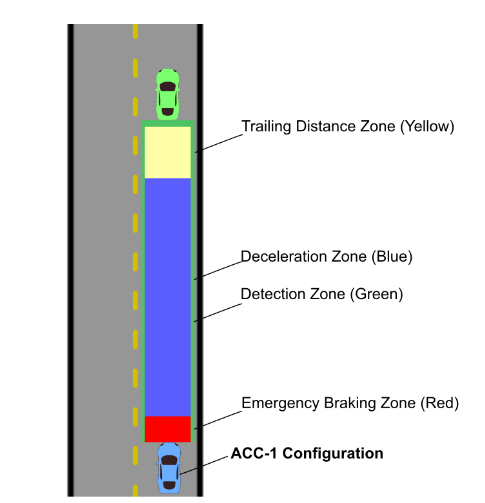 Trailing Distance Zone (Yellow)
Deceleration Zone (Blue)
Detection Zone (Green)
Emergency Braking Zone (Red)
ACC-1 Configuration